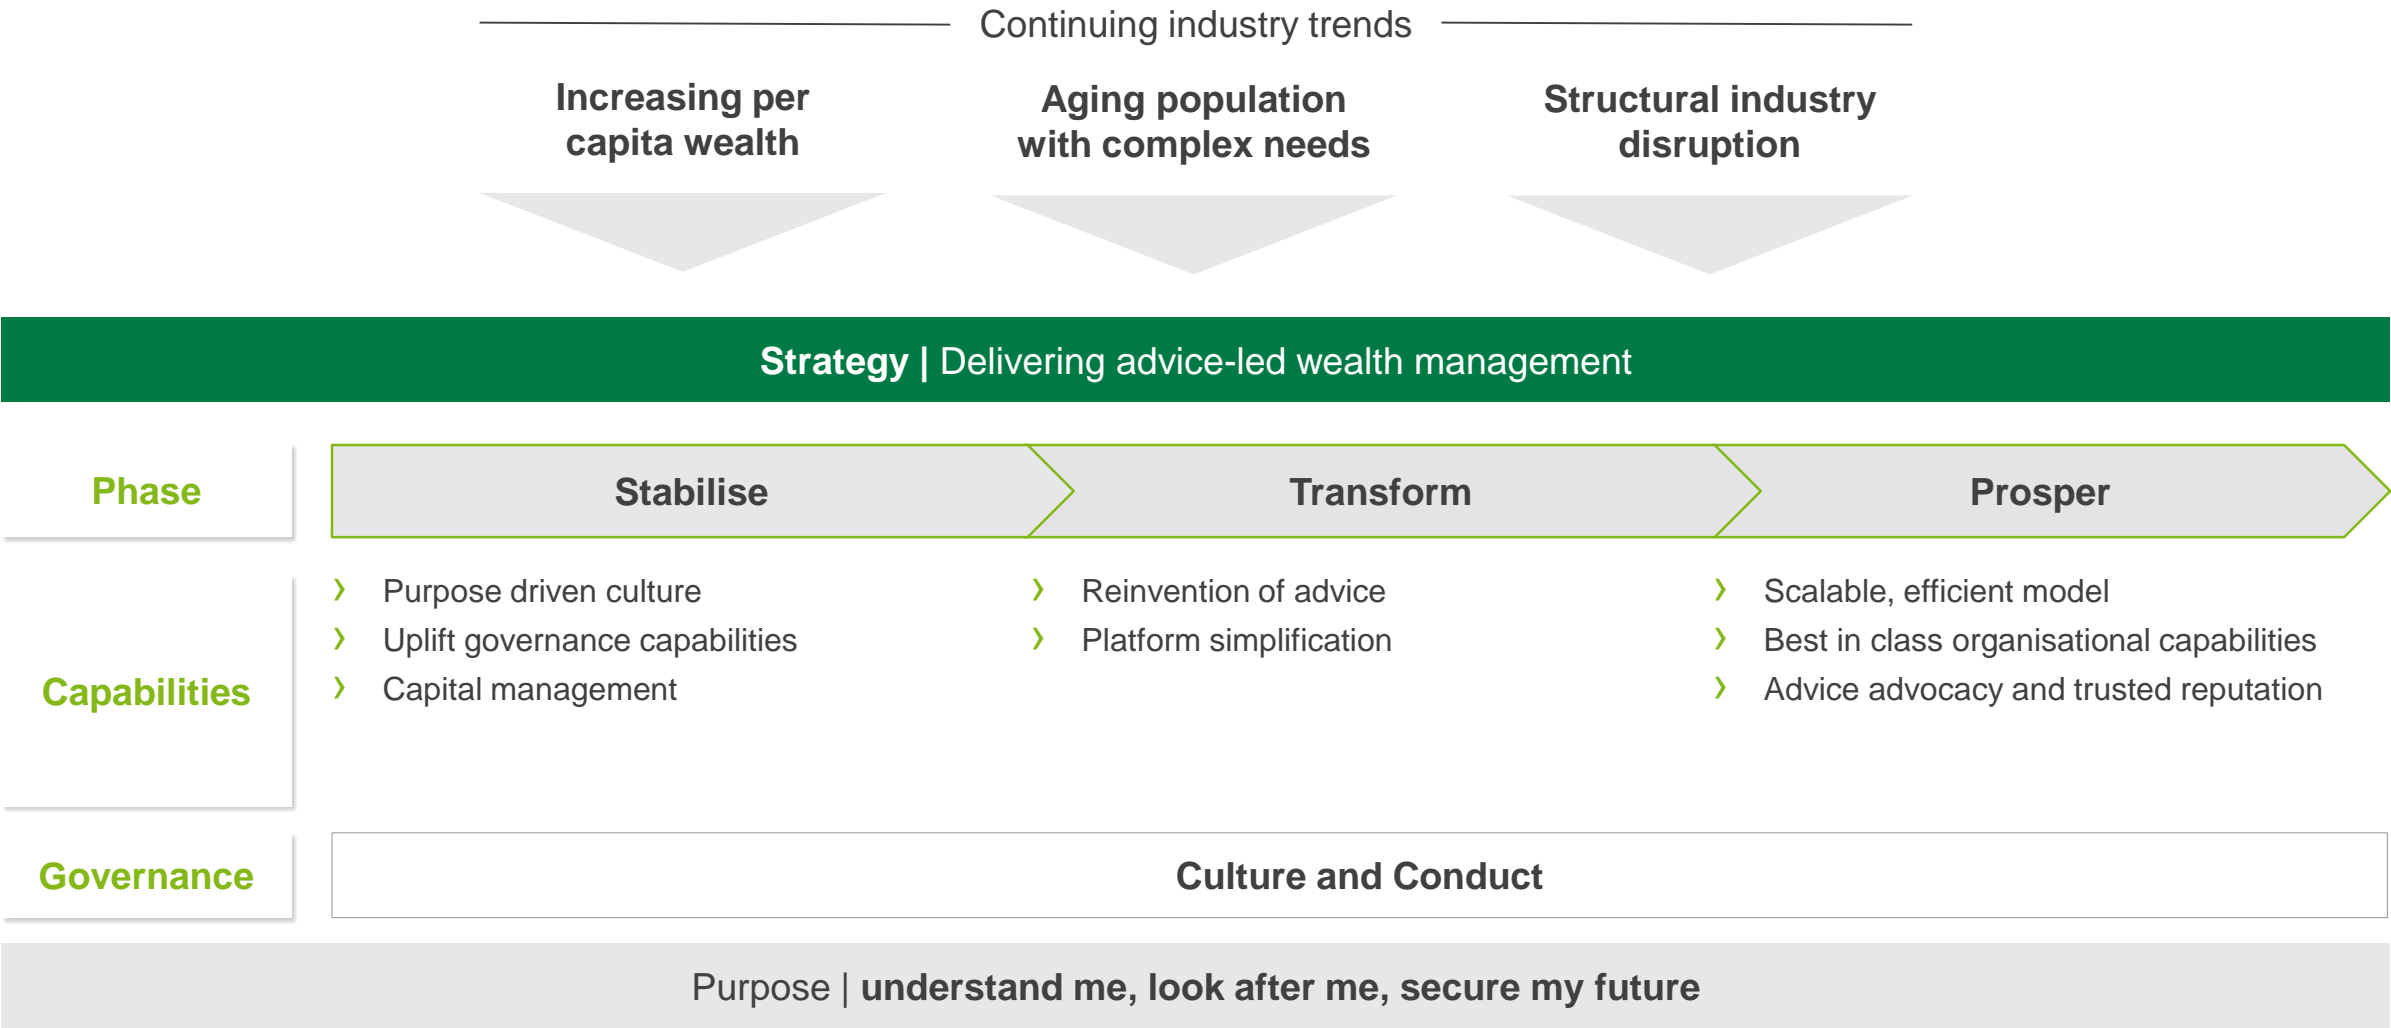 Continuing industry trends
Increasing per
capita wealth
Aging population
with complex needs
Structural industry
disruption
Strategy | Delivering advice-led wealth management
Phase
Stabilise
Transform
Prosper
Capabilities
› Purpose driven culture
› Uplift governance capabilities
› Capital management
› Reinvention of advice
› Platform simplification
› Scalable, efficient model
› Best in class organisational capabilities
› Advice advocacy and trusted reputation
Governance
Culture and Conduct
Purpose | understand me, look after me, secure my future